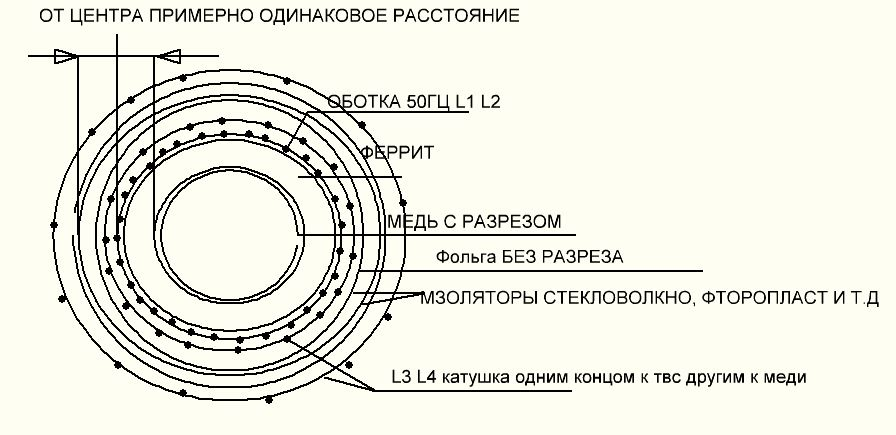 ОТ ЦЕНТРА ПРИМЕРНО ОДИНАКОВОЕ РАССТОЯНИЕ
ОБОТКА 50ГЦ L1 L2
ФЕРРИТ
МЕДЬ С РАЗРЕЗОМ
Фольга БЕЗ РАЗРЕЗА
МЗОЛЯТОРЫ СТЕКЛОВОЛКНО, ФТОРОПЛАСТ И Т.Д
L3 L4 катушка одним концом к твс другим к меди